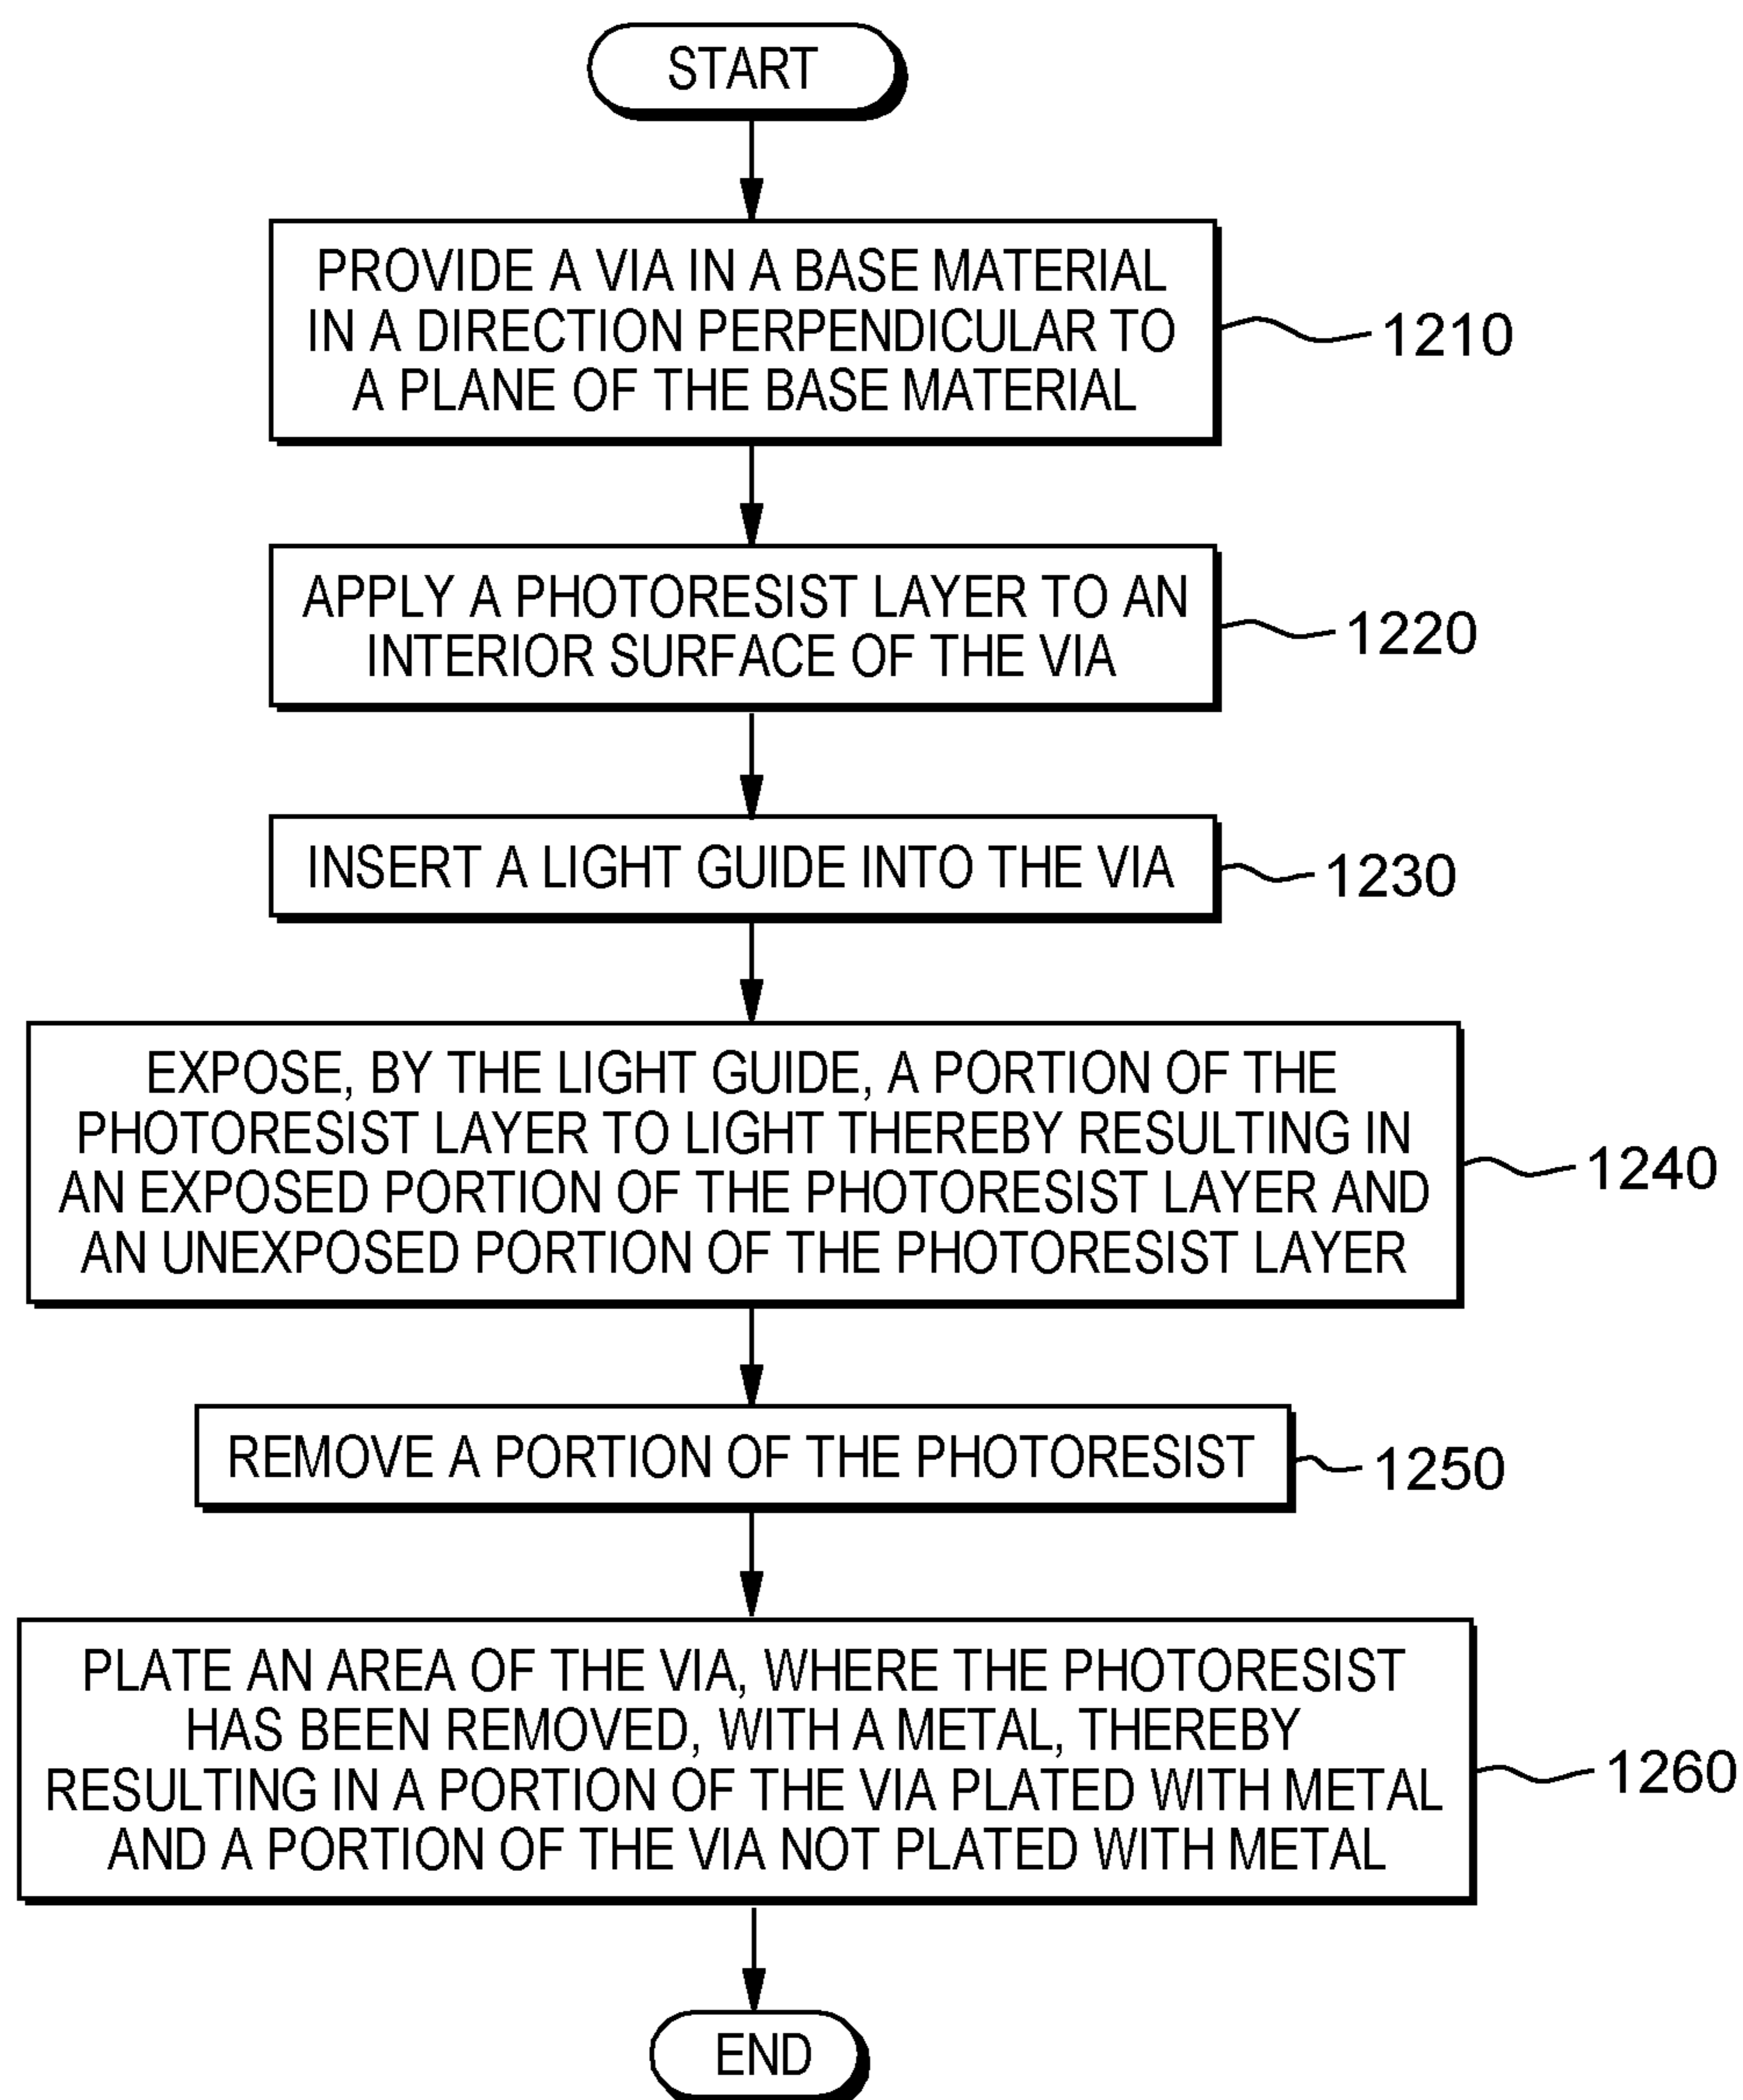 START
PROVIDE A VIA IN A BASE MATERIAL
IN A DIRECTION PERPENDICULAR TO
A PLANE OF THE BASE MATERIAL
1210
APPLY A PHOTORESIST LAYER TO AN
INTERIOR SURFACE OF THE VIA
1220
INSERT A LIGHT GUIDE INTO THE VIA
1230
EXPOSE, BY THE LIGHT GUIDE, A PORTION OF THE
PHOTORESIST LAYER TO LIGHT THEREBY RESULTING IN
AN EXPOSED PORTION OF THE PHOTORESIST LAYER AND
AN UNEXPOSED PORTION OF THE PHOTORESIST LAYER
1240
REMOVE A PORTION OF THE PHOTORESIST
1250
PLATE AN AREA OF THE VIA, WHERE THE PHOTORESIST
HAS BEEN REMOVED, WITH A METAL, THEREBY
RESULTING IN A PORTION OF THE VIA PLATED WITH METAL
AND A PORTION OF THE VIA NOT PLATED WITH METAL
1260
END